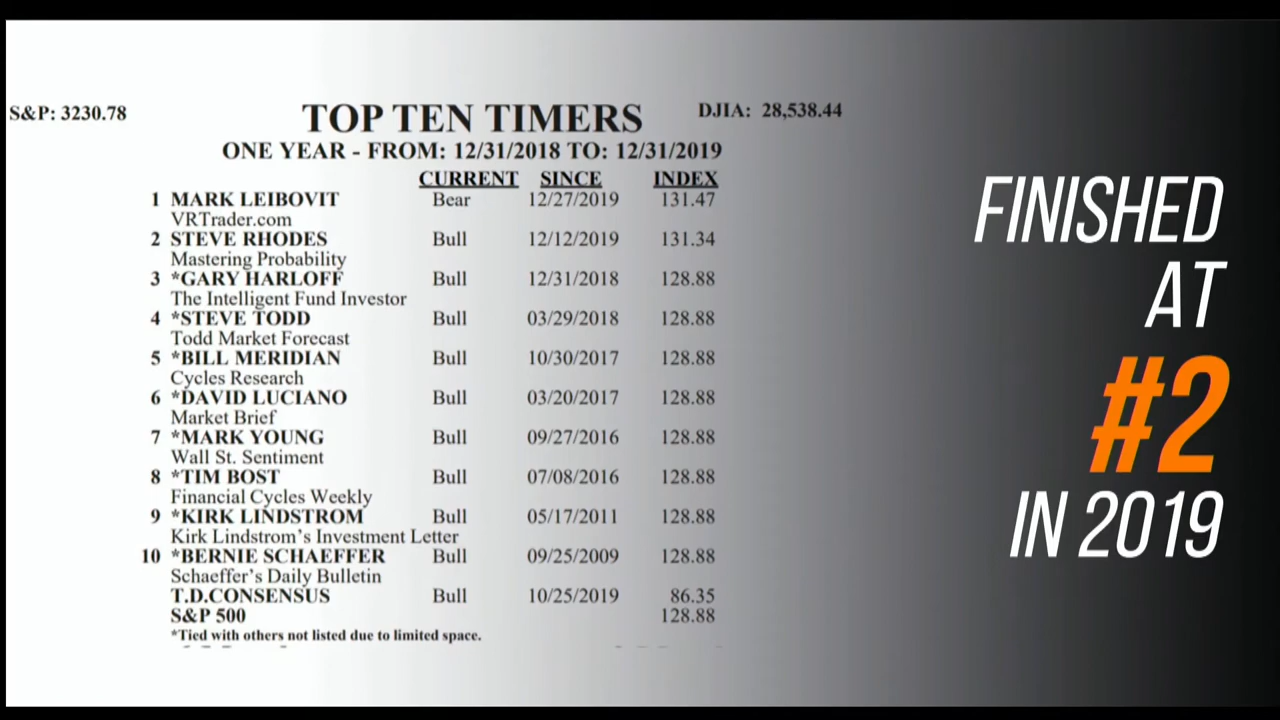 S&P: 3230.78
TOP TEN TIMERS
DJIA: 28,538.44
ONE YEAR - FROM: 12/31/2018 TO: 12/31/2019
CURRENT SINCE INDEX
1 MARK LEIBOVIT Bear 12/27/2019 131.47
VRTrader.com
2 STEVE RHODES Bull 12/12/2019 131.34
Mastering Probability
3 *GARY HARLOFF Bull 12/31/2018 128.88
The Intelligent Fund Investor
4 *STEVE TODD Bull 03/29/2018 128.88
Todd Market Forecast
5 *BILL MERIDIAN Bull 10/30/2017 128.88
Cycles Research
6 *DAVID LUCIANO Bull 03/20/2017 128.88
Market Brief
7 *MARK YOUNG Bull 09/27/2016 128.88
Wall St. Sentiment
8 *TIM BOST Bull 07/08/2016 128.88
Financial Cycles Weekly
9 *KIRK LINDSTROM Bull 05/17/2011 128.88
Kirk Lindstrom's Investment Letter
10 *BERNIE SCHAEFFER Bull 09/25/2009 128.88
Schaeffer's Daily Bulletin
T.D.CONSENSUS Bull 10/25/2019 86.35
S&P 500 128.88
*Tied with others not listed due to limited space.
FINISHED
AT
#2
IN 2019